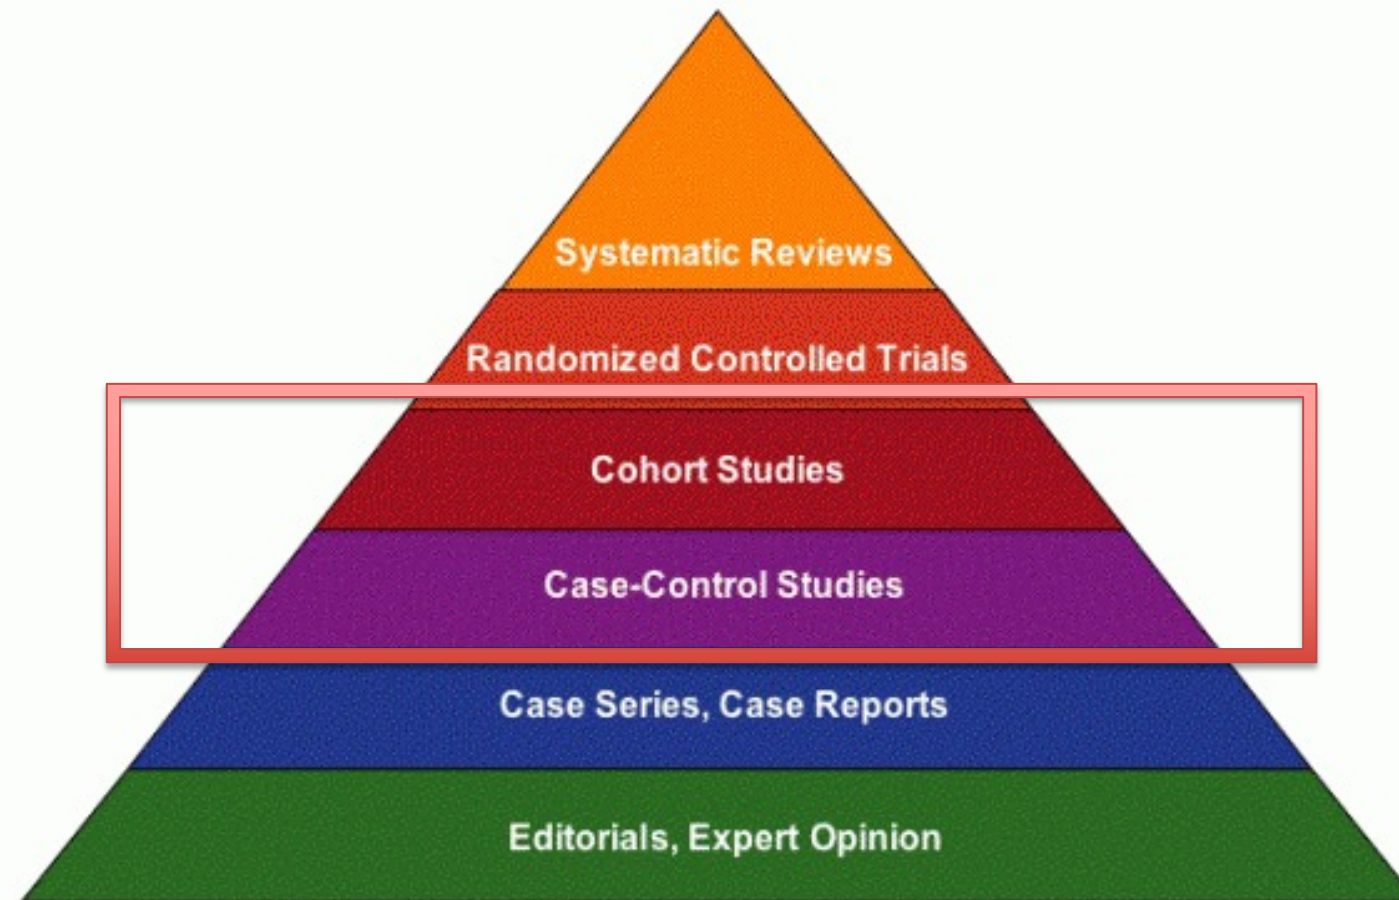 Systematic Reviews
Randomized Controlled Trials
Cohort Studies
Case-Control Studies
Case Series, Case Reports
Editorials, Expert Opinion